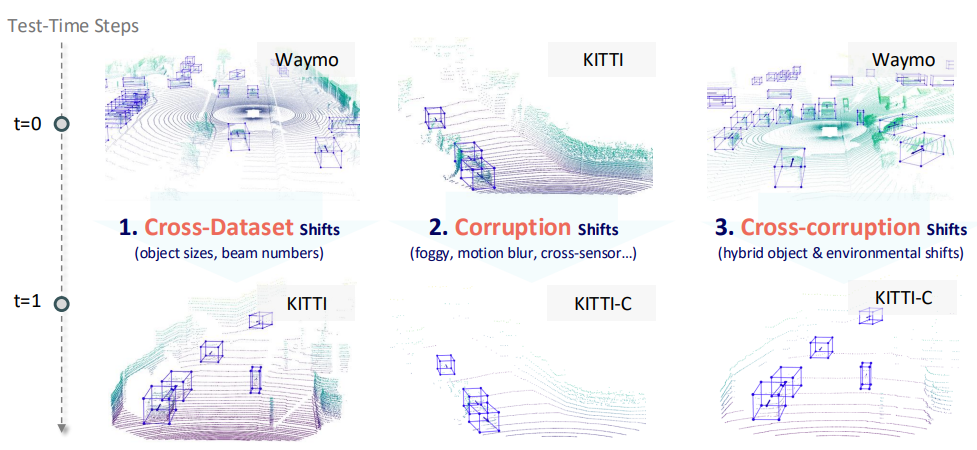 Test-Time Steps
Waymo
KITTI
Waymo
t=0
1. Cross-Dataset Shifts
(object sizes, beam numbers)
2. Corruption Shifts
(foggy, motion blur, cross-sensor...)
3. Cross-corruption Shifts
(hybrid object & environmental shifts)
t=1
KITTI
KITTI-C
KITTI-C